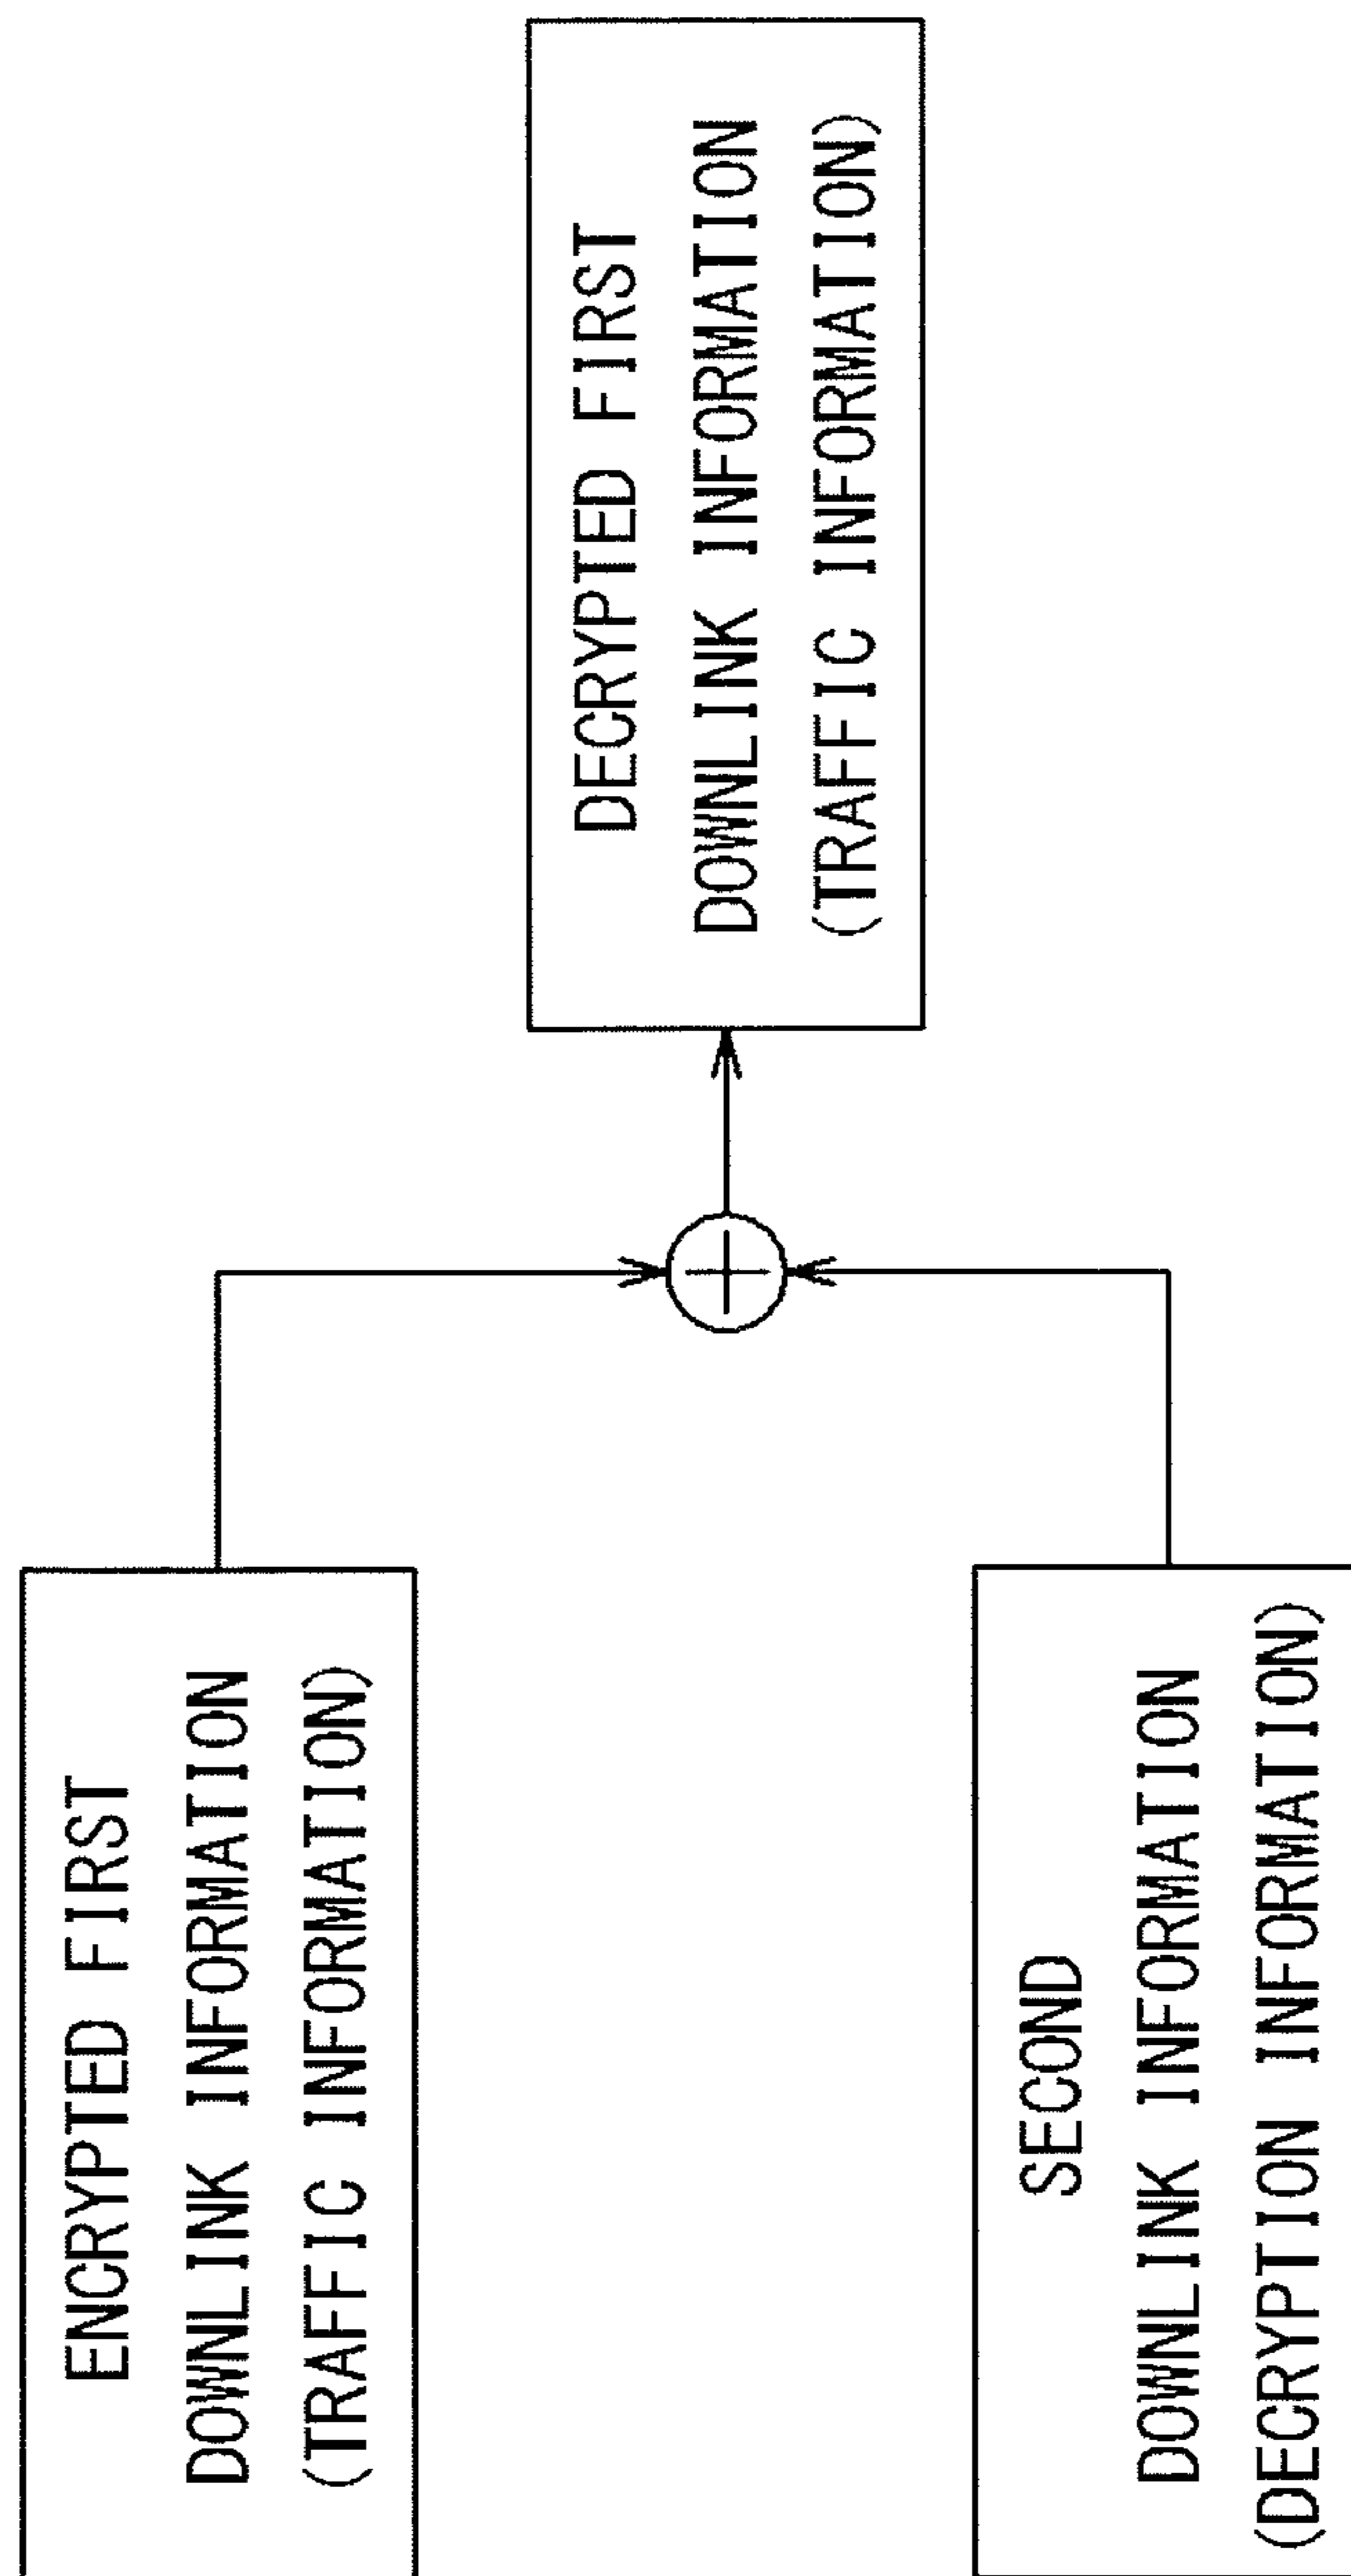 ENCRYPTED FIRST
DOWNLINK INFORMATION
(TRAFFIC INFORMATION)
SECOND
DOWNLINK INFORMATION
(DECRYPTION INFORMATION)
DECRYPTED FIRST
DOWNLINK INFORMATION
(TRAFFIC INFORMATION)